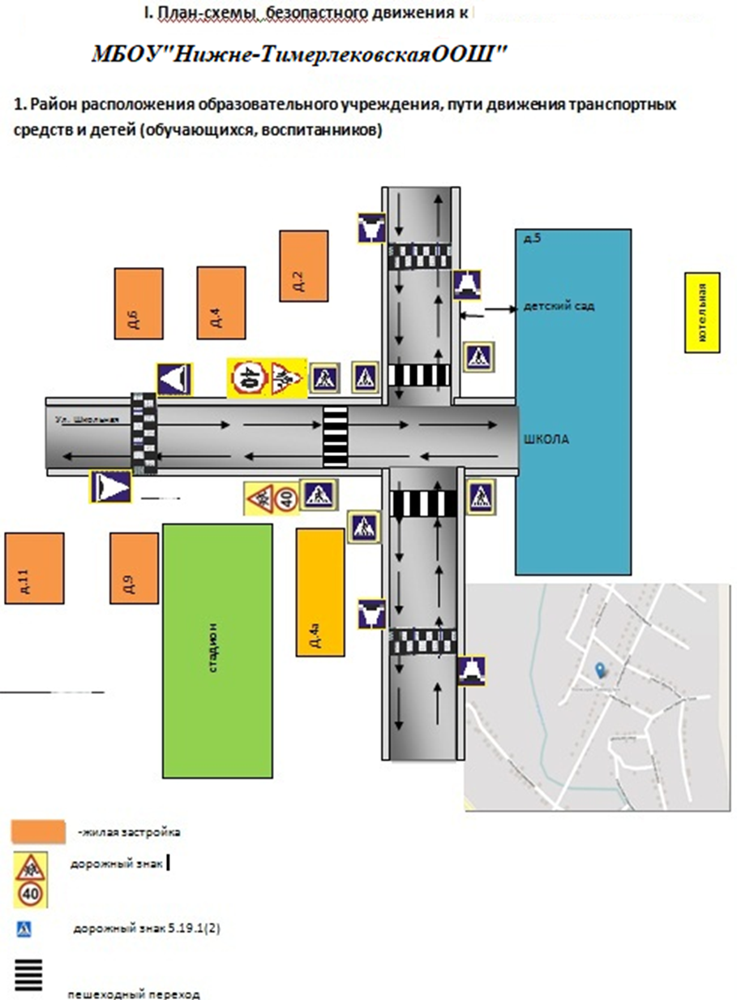 I. План-схемы безопастного движения к
МБОУ"Нижне-ТимерлековскаяООШ"
1. Район расположения образовательного учреждения, пути движения транспортных
средств и детей (обучающихся, воспитанников)
д.5
Д.2
Д.6
Д.4
детский сад
котельная
40
Ул. Школьная
ШКОЛА
40
д.11
Д.9
стадион
Д.4а
-жилая застройка
дорожный знак
40
дорожный знак 5.19.1(2)
пешеходный переход